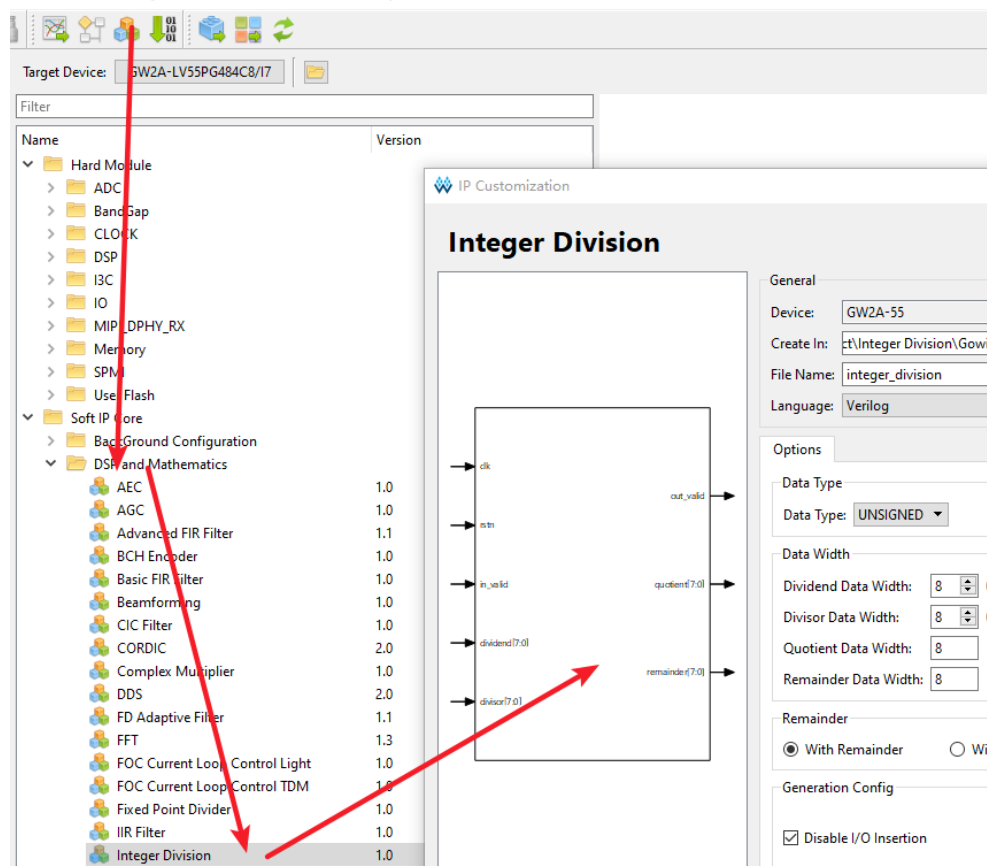 01
10
01
Target Device: GW2A-LV55PG484C8/I7
Filter
Name Version
Hard Module
ADC
BandGap
CLOCK
DSP
I3C
IO
MIPI_DPHY_RX
Memory
SPMI
User Flash
Soft IP Core
BackGround Configuration
DSP and Mathematics
AEC 1.0
AGC 1.0
Advanced FIR Filter 1.1
BCH Encoder 1.0
Basic FIR Filter 1.0
Beamforming 1.0
CIC Filter 1.0
CORDIC 2.0
Complex Multiplier 1.0
DDS 2.0
FD Adaptive Filter 1.1
FFT 1.3
FOC Current Loop Control Light 1.0
FOC Current Loop Control TDM 1.0
Fixed Point Divider 1.0
IIR Filter 1.0
Integer Division 1.0
IP Customization
Integer Division
clk
rstn
in_valid
dividend[7:0]
divisor[7:0]
out_valid
quotient[7:0]
remainder[7:0]
General
Device: GW2A-55
Create In: ct\Integer Division\Gowi
File Name: integer_division
Language: Verilog
Options
Data Type
Data Type: UNSIGNED
Data Width
Dividend Data Width: 8
Divisor Data Width: 8
Quotient Data Width: 8
Remainder Data Width: 8
Remainder
With Remainder Wi
Generation Config
Disable I/O Insertion